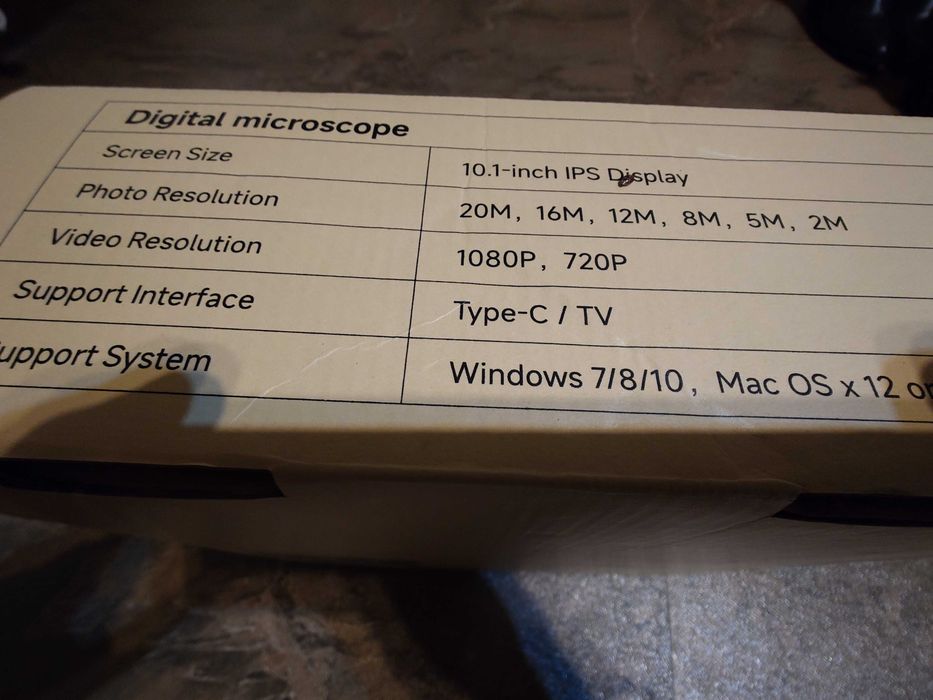 Digital microscope
Screen Size 10.1-inch IPS Display
Photo Resolution 20M, 16M, 12M, 8M, 5M, 2M
Video Resolution 1080P, 720P
Support Interface Type-C / TV
upport System Windows 7/8/10, Mac OS x 12 or